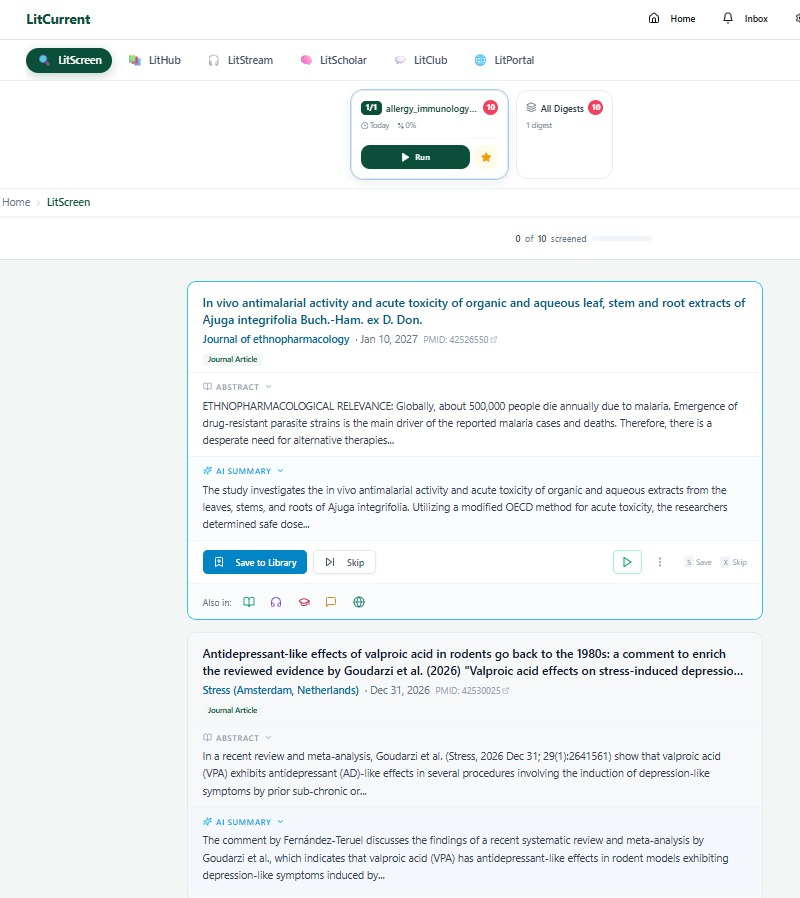 LitCurrent
Home
Inbox
LitScreen
LitHub
LitStream
LitScholar
LitClub
LitPortal
1/1 allergy_immunology... 10
Today 0%
Run
All Digests 10
1 digest
Home > LitScreen
0 of 10 screened
In vivo antimalarial activity and acute toxicity of organic and aqueous leaf, stem and root extracts of
Ajuga integrifolia Buch.-Ham. ex D. Don.
Journal of ethnopharmacology · Jan 10, 2027 PMID: 42526550
Journal Article
ABSTRACT
ETHNOPHARMACOLOGICAL RELEVANCE: Globally, about 500,000 people die annually due to malaria. Emergence of
drug-resistant parasite strains is the main driver of the reported malaria cases and deaths. Therefore, there is a
desperate need for alternative therapies...
AI SUMMARY
The study investigates the in vivo antimalarial activity and acute toxicity of organic and aqueous extracts from the
leaves, stems, and roots of Ajuga integrifolia. Utilizing a modified OECD method for acute toxicity, the researchers
determined safe dose...
Save to Library
Skip
S Save X Skip
Also in:
Antidepressant-like effects of valproic acid in rodents go back to the 1980s: a comment to enrich
the reviewed evidence by Goudarzi et al. (2026) "Valproic acid effects on stress-induced depressio...
Stress (Amsterdam, Netherlands) · Dec 31, 2026 PMID: 42530025
Journal Article
ABSTRACT
In a recent review and meta-analysis, Goudarzi et al. (Stress, 2026 Dec 31; 29(1):2641561) show that valproic acid
(VPA) exhibits antidepressant (AD)-like effects in several procedures involving the induction of depression-like
symptoms by prior sub-chronic or...
AI SUMMARY
The comment by Fernández-Teruel discusses the findings of a recent systematic review and meta-analysis by
Goudarzi et al., which indicates that valproic acid (VPA) has antidepressant-like effects in rodent models exhibiting
depression-like symptoms induced by...